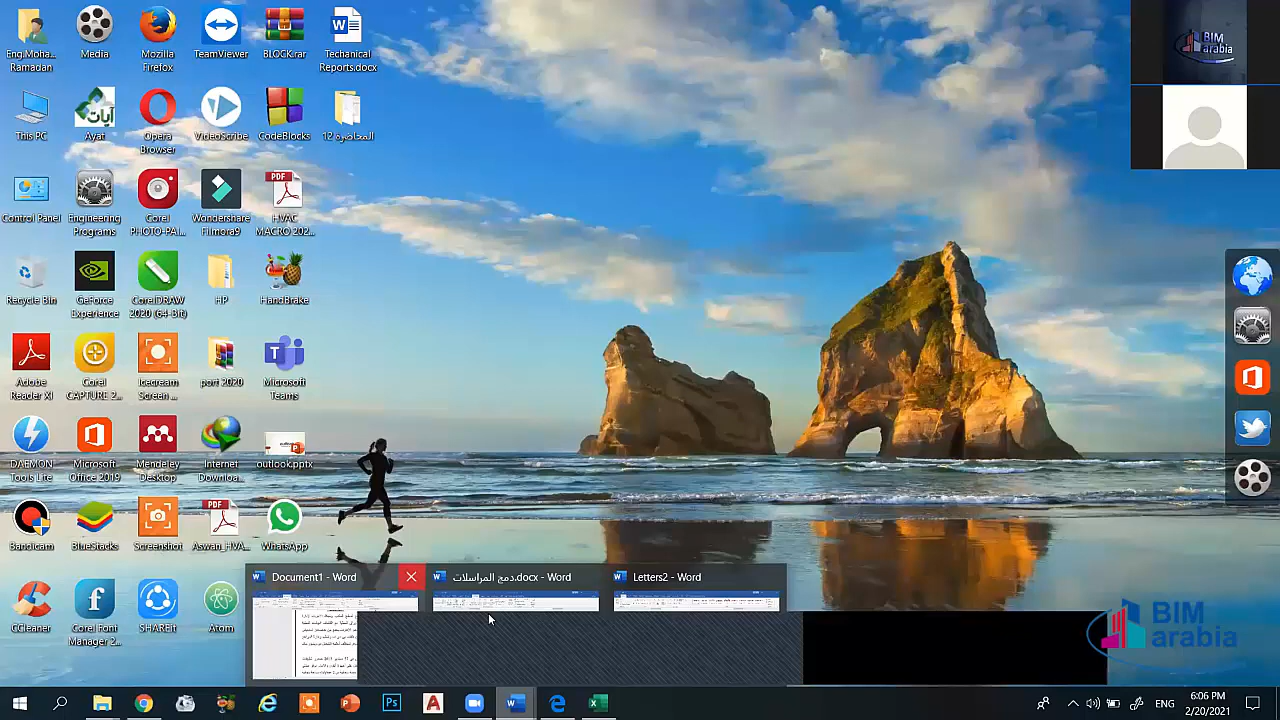 Eng.Moha... Ramadan
Media
Mozilla Firefox
TeamViewer
BLOCK.rar
Techanical Reports.docx
This PC
Ayat
آيات
Opera Browser
VideoScribe
CodeBlocks
المحاضرة 12
Control Panel
Engineering Programs
Corel PHOTO-PAI...
Wondershare Filmora9
PDF
HVAC MACRO 202...
Recycle Bin
GeForce Experience
CorelDRAW 2020 (64-Bit)
HP
HandBrake
Adobe Reader XI
Corel CAPTURE 2...
Icecream Screen ...
port 2020
Microsoft Teams
DAEMON Tools Lite
Microsoft Office 2019
Mendeley Desktop
Internet Downloa...
outlook.pptx
Bandicam
BlueStacks
Screenshot
PDF
Aswan_HVA...
WhatsApp
CCleaner
Corel Font Manager 2...
SHAREit
Atom
Document1 - Word
دمج المراسلات.docx - Word
Letters2 - Word
BIM arabia
BIM arabia
ENG
6:06 PM
2/20/2021